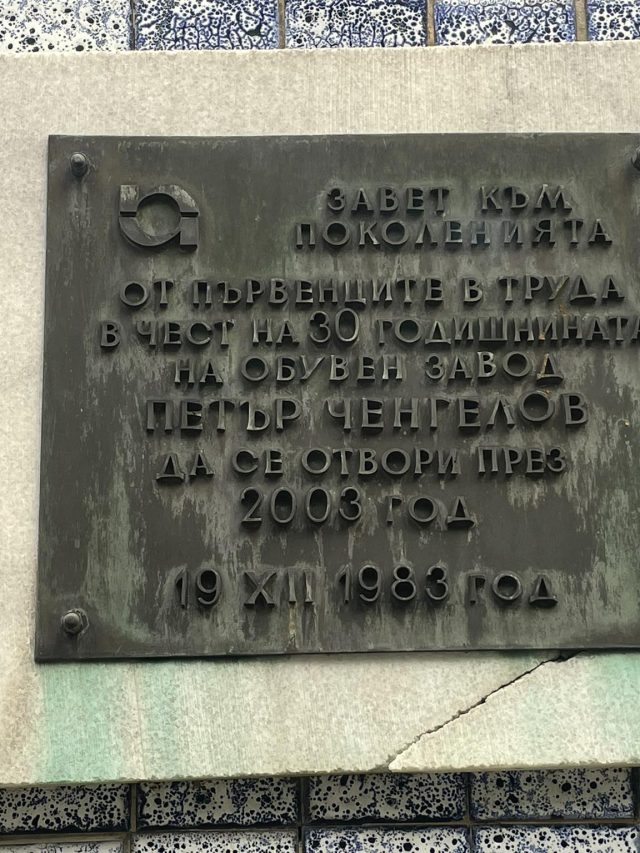 ЗАВЕТ КЪМ
ПОКОЛЕНИЯТА
ОТ ПЪРВЕНЦИТЕ В ТРУДА
В ЧЕСТ НА 30 ГОДИШНИНАТА
НА ОБУВЕН ЗАВОД
ПЕТЪР ЧЕНГЕЛОВ
ДА СЕ ОТВОРИ ПРЕЗ
2003 ГОД
19 XII 1983 ГОД